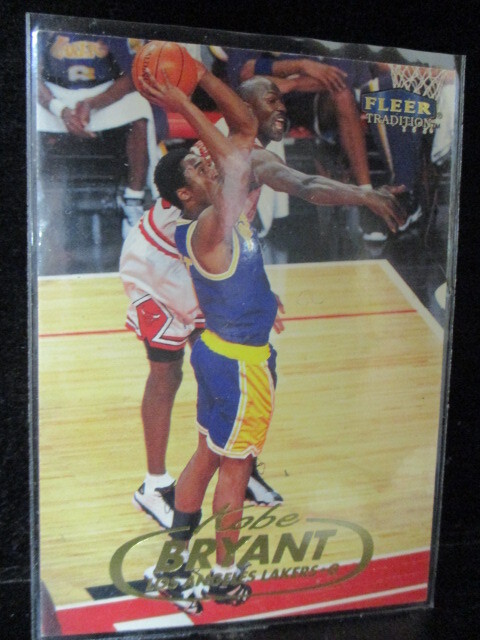 FLEER
TRADITION
Kobe
BRYANT
LOS ANGELES LAKERS • G